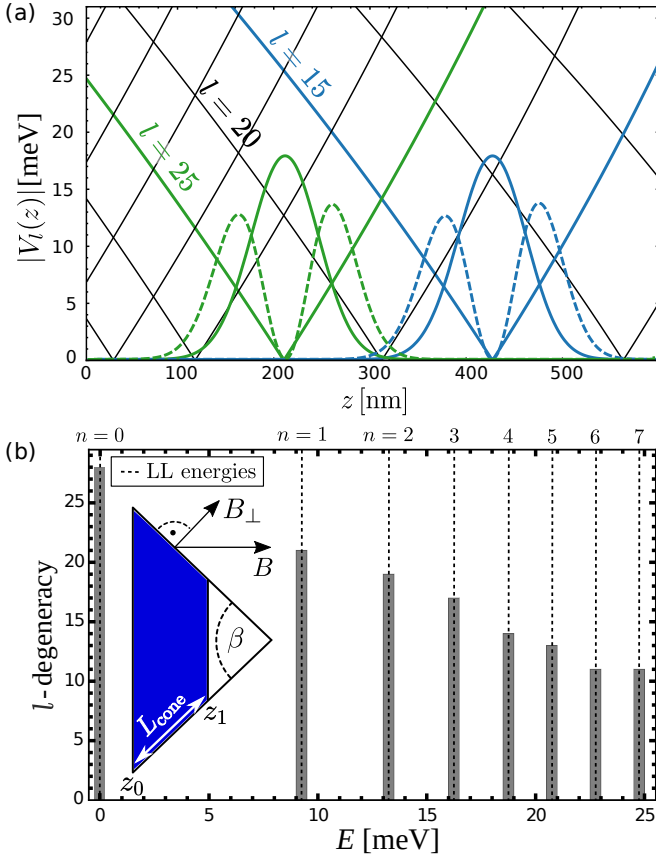 (a)
|V_l(z)| [meV]
30
25
20
15
10
5
0
l = 25
l = 20
l = 15
0 100 200 300 400 500
z [nm]
(b)
n = 0 n = 1 n = 2 3 4 5 6 7
LL energies
B⊥
B
β
L_cone
z_1
z_0
l-degeneracy
25
20
15
10
5
0
0 5 10 15 20 25
E [meV]